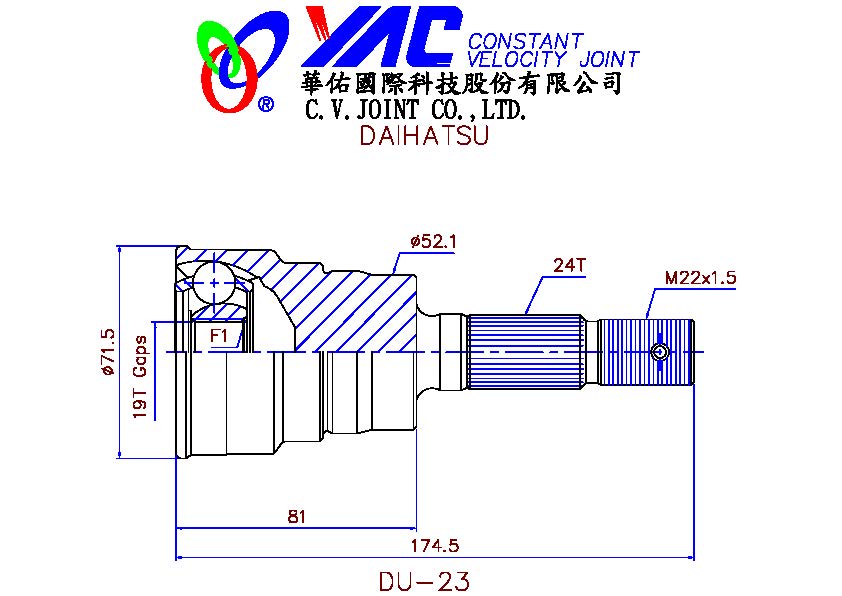 YAC CONSTANT
VELOCITY JOINT
®
華佑國際科技股份有限公司
C.V.JOINT CO.,LTD.
DAIHATSU
ø52.1
24T
M22x1.5
F1
ø71.5
19T Gaps
81
174.5
DU-23